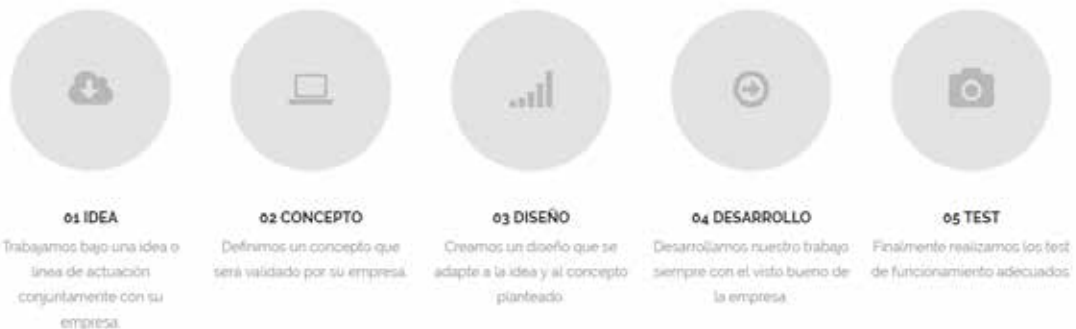 01 IDEA
Trabajamos bajo una idea o
línea de actuación
conjuntamente con su
empresa.
02 CONCEPTO
Definimos un concepto que
será validado por su empresa.
03 DISEÑO
Creamos un diseño que se
adapte a la idea y al concepto
planteado.
04 DESARROLLO
Desarrollamos nuestro trabajo
siempre con el visto bueno de
la empresa.
05 TEST
Finalmente realizamos los test
de funcionamiento adecuados.